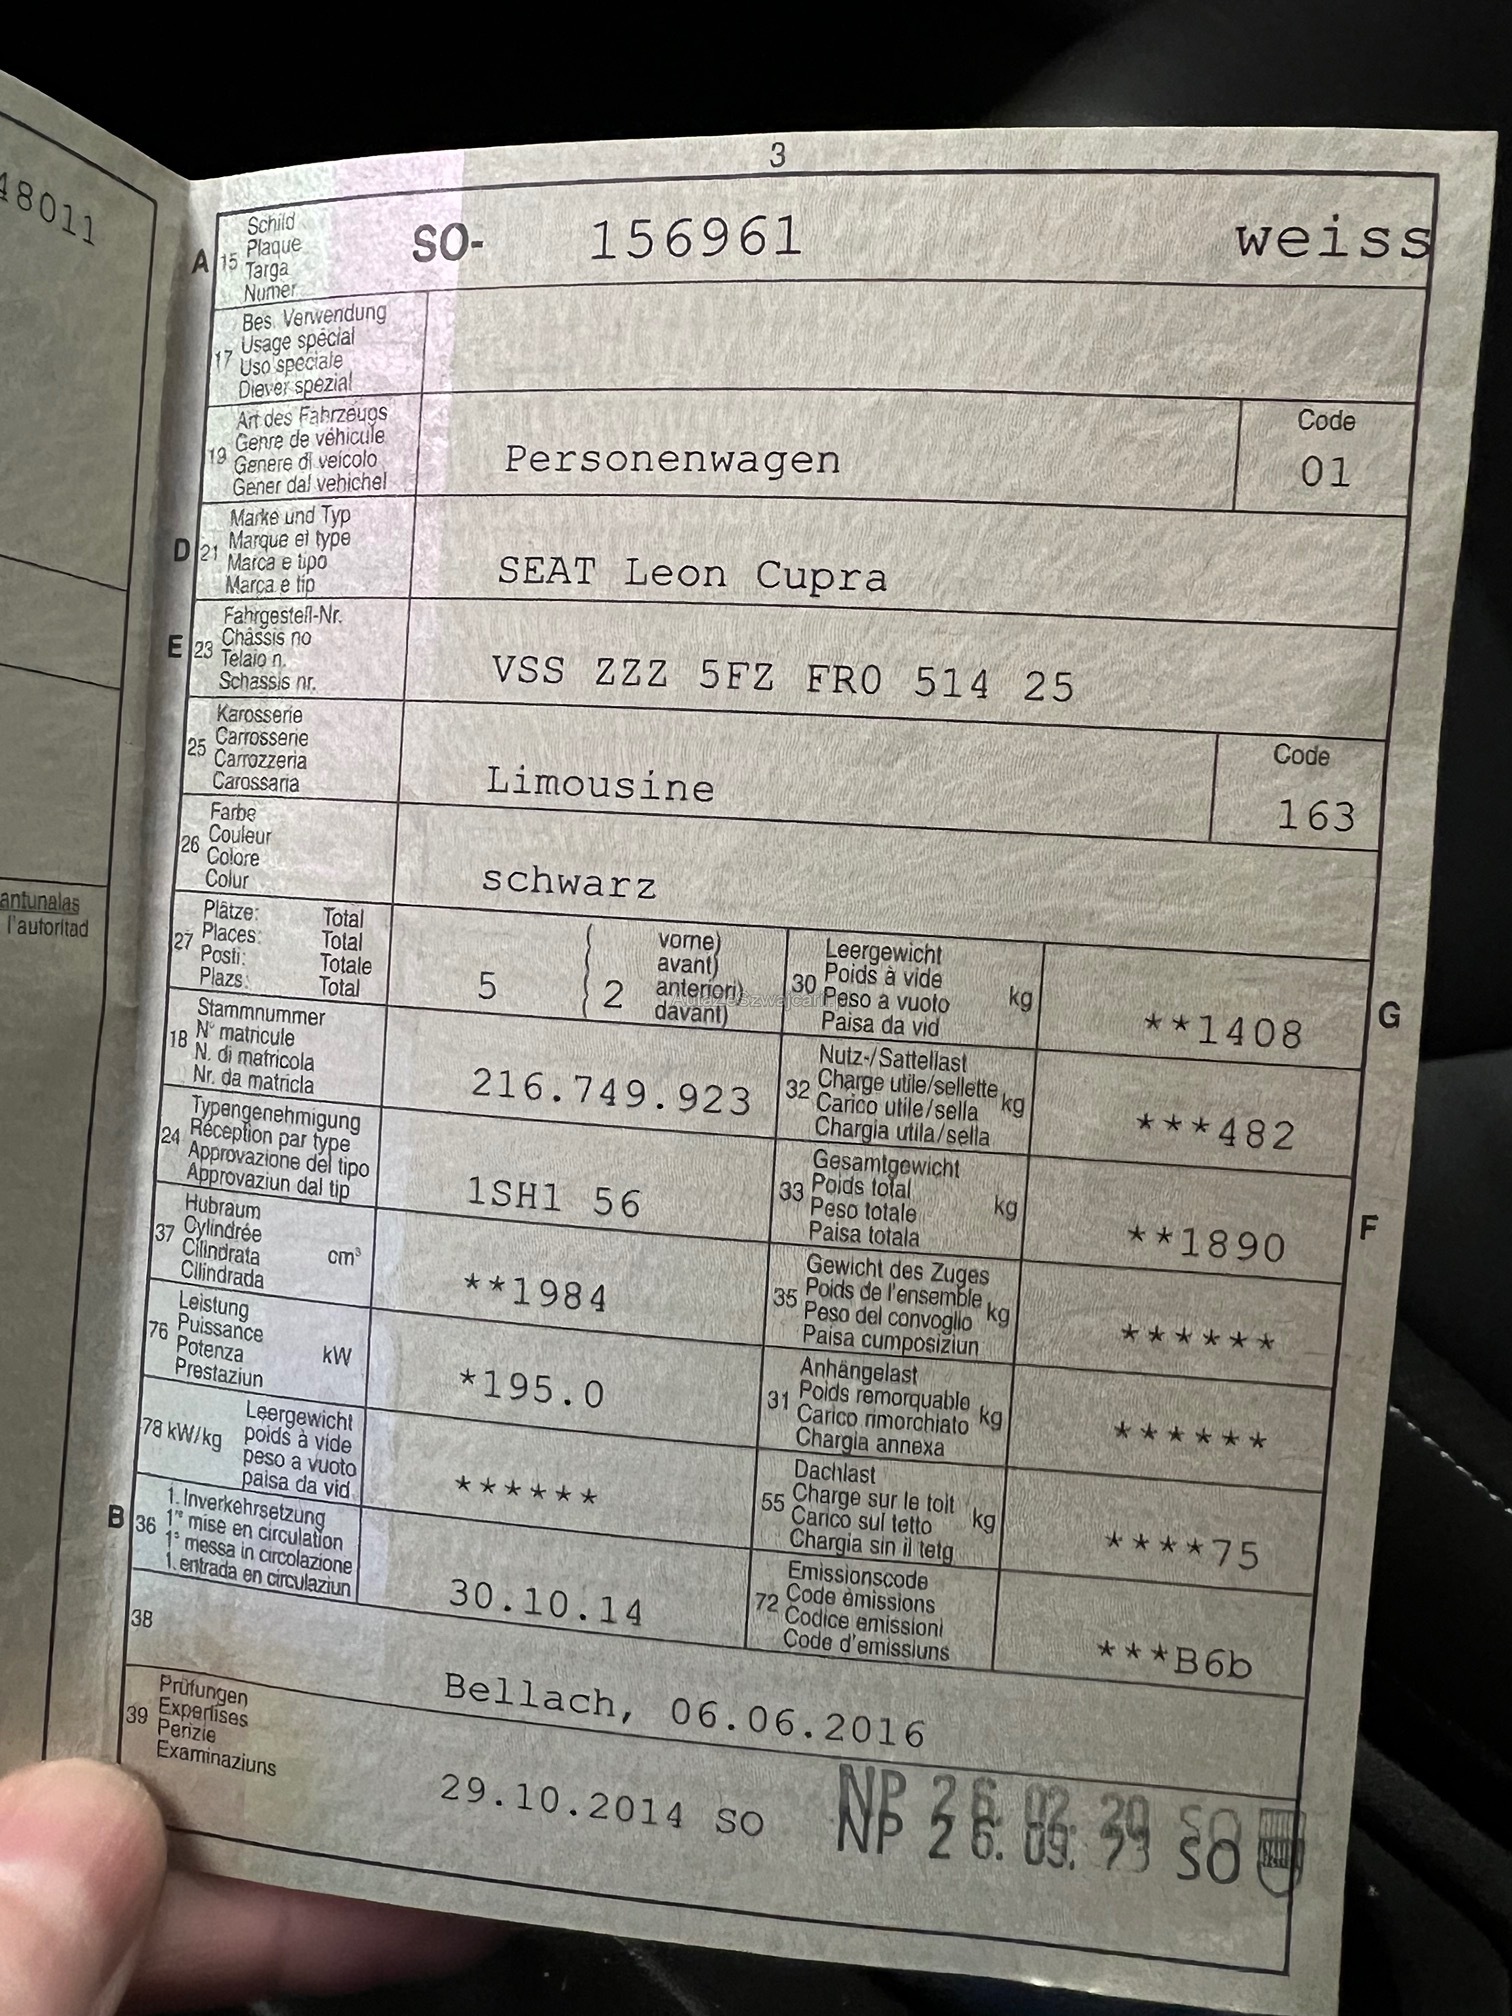 48011
antunalas
l'autoritad
3
A 15 Schild
Plaque
Targa
Numer
SO- 156961 weiss
17 Bes. Verwendung
Usage spécial
Uso speciale
Diever spezial
19 Art des Fahrzeugs
Genre de véhicule
Genere di veicolo
Gener dal vehichel
Personenwagen
Code
01
D 21 Marke und Typ
Marque et type
Marca e tipo
Marca e tip
SEAT Leon Cupra
E 23 Fahrgestell-Nr.
Châssis no
Telaio n.
Schassis nr.
VSS ZZZ 5FZ FR0 514 25
25 Karosserie
Carrosserie
Carrozzeria
Carossaria
Limousine
Code
163
26 Farbe
Couleur
Colore
Colur
schwarz
27 Plätze: Total
Places: Total
Posti: Totale
Plazs: Total
5 ( 2 vorne)
avant)
anteriori)
davant)
30 Leergewicht
Poids à vide
Peso a vuoto
Paisa da vid
kg
**1408
G
18 Stammnummer
N° matricule
N. di matricola
Nr. da matricla
216.749.923
32 Nutz-/Sattellast
Charge utile/sellette
Carico utile/sella
Chargia utila/sella
kg
***482
24 Typengenehmigung
Réception par type
Approvazione del tipo
Approvaziun dal tip
1SH1 56
33 Gesamtgewicht
Poids total
Peso totale
Paisa totala
kg
**1890
F
37 Hubraum
Cylindrée
Cilindrata
Cilindrada
cm³
**1984
35 Gewicht des Zuges
Poids de l'ensemble
Peso del convoglio
Paisa cumposiziun
kg
******
76 Leistung
Puissance
Potenza
Prestaziun
kW
*195.0
31 Anhängelast
Poids remorquable
Carico rimorchiato
Chargia annexa
kg
******
78 kW/kg Leergewicht
poids à vide
peso a vuoto
paisa da vid
******
55 Dachlast
Charge sur le toit
Carico sul tetto
Chargia sin il tetg
kg
****75
B 36 1. Inverkehrsetzung
1re mise en circulation
1a messa in circolazione
1. entrada en circulaziun
30.10.14
72 Emissionscode
Code émissions
Codice emissioni
Code d'emissiuns
***B6b
38
Bellach, 06.06.2016
39 Prüfungen
Expertises
Perizie
Examinaziuns
29.10.2014 SO
NP 26. 02. 20 SO
NP 26. 09. SO